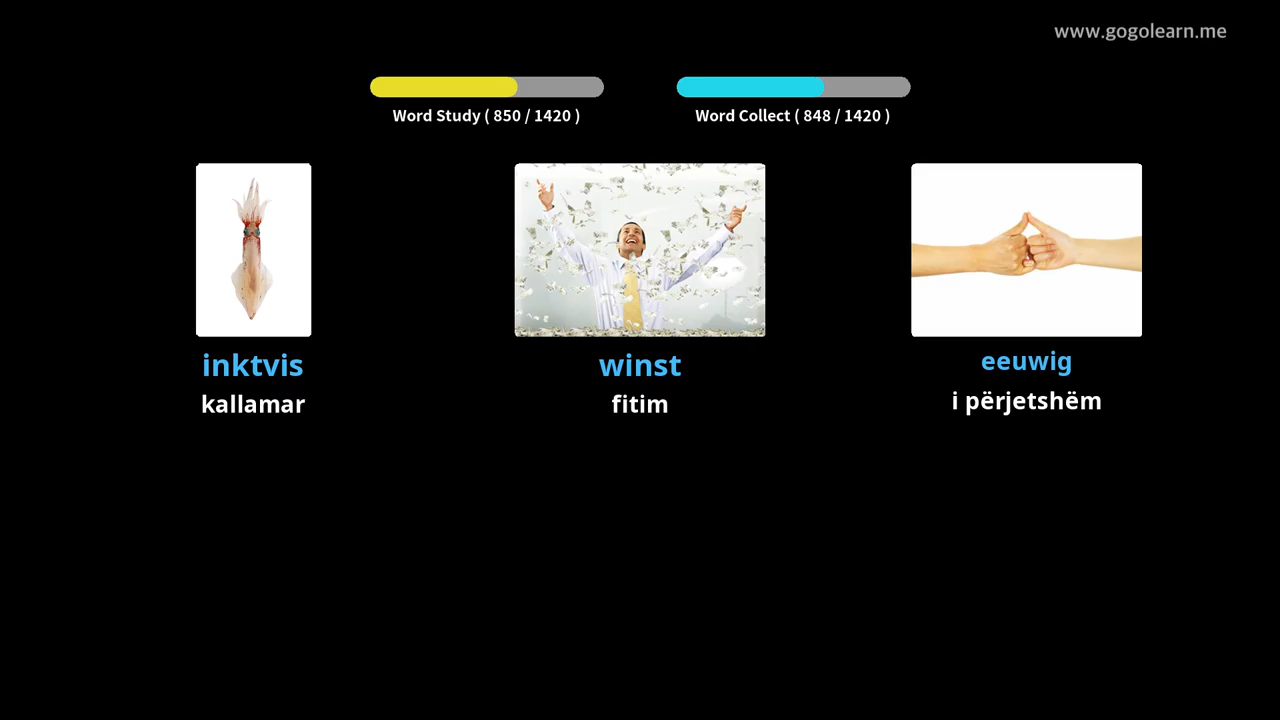 www.gogolearn.me
Word Study ( 850 / 1420 )
Word Collect ( 848 / 1420 )
inktvis
kallamar
winst
fitim
eeuwig
i përjetshëm